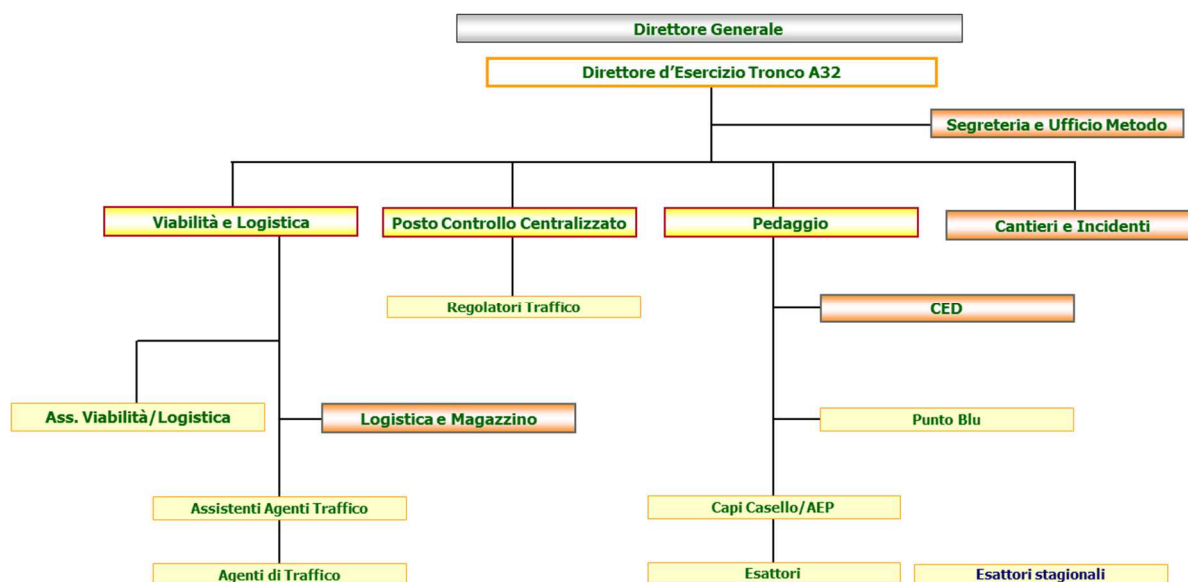 Direttore Generale
Direttore d'Esercizio Tronco A32
Segreteria e Ufficio Metodo
Viabilità e Logistica
Posto Controllo Centralizzato
Pedaggio
Cantieri e Incidenti
Regolatori Traffico
CED
Ass. Viabilità/Logistica
Logistica e Magazzino
Punto Blu
Assistenti Agenti Traffico
Capi Casello/AEP
Agenti di Traffico
Esattori
Esattori stagionali